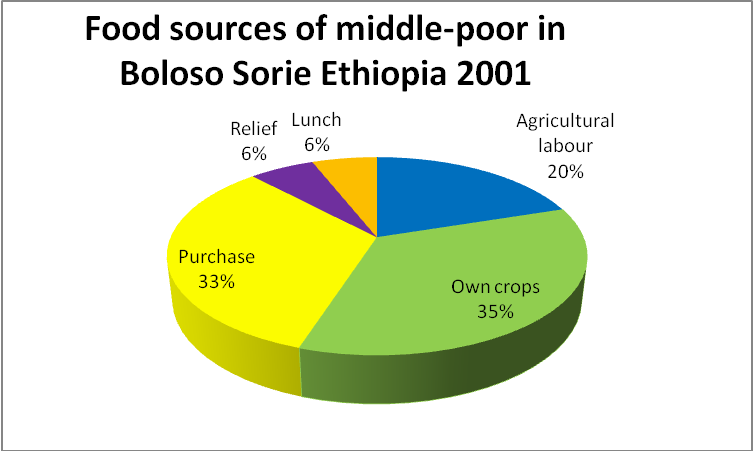 Food sources of middle-poor in
Boloso Sorie Ethiopia 2001
Relief
6%
Lunch
6%
Agricultural
labour
20%
Purchase
33%
Own crops
35%